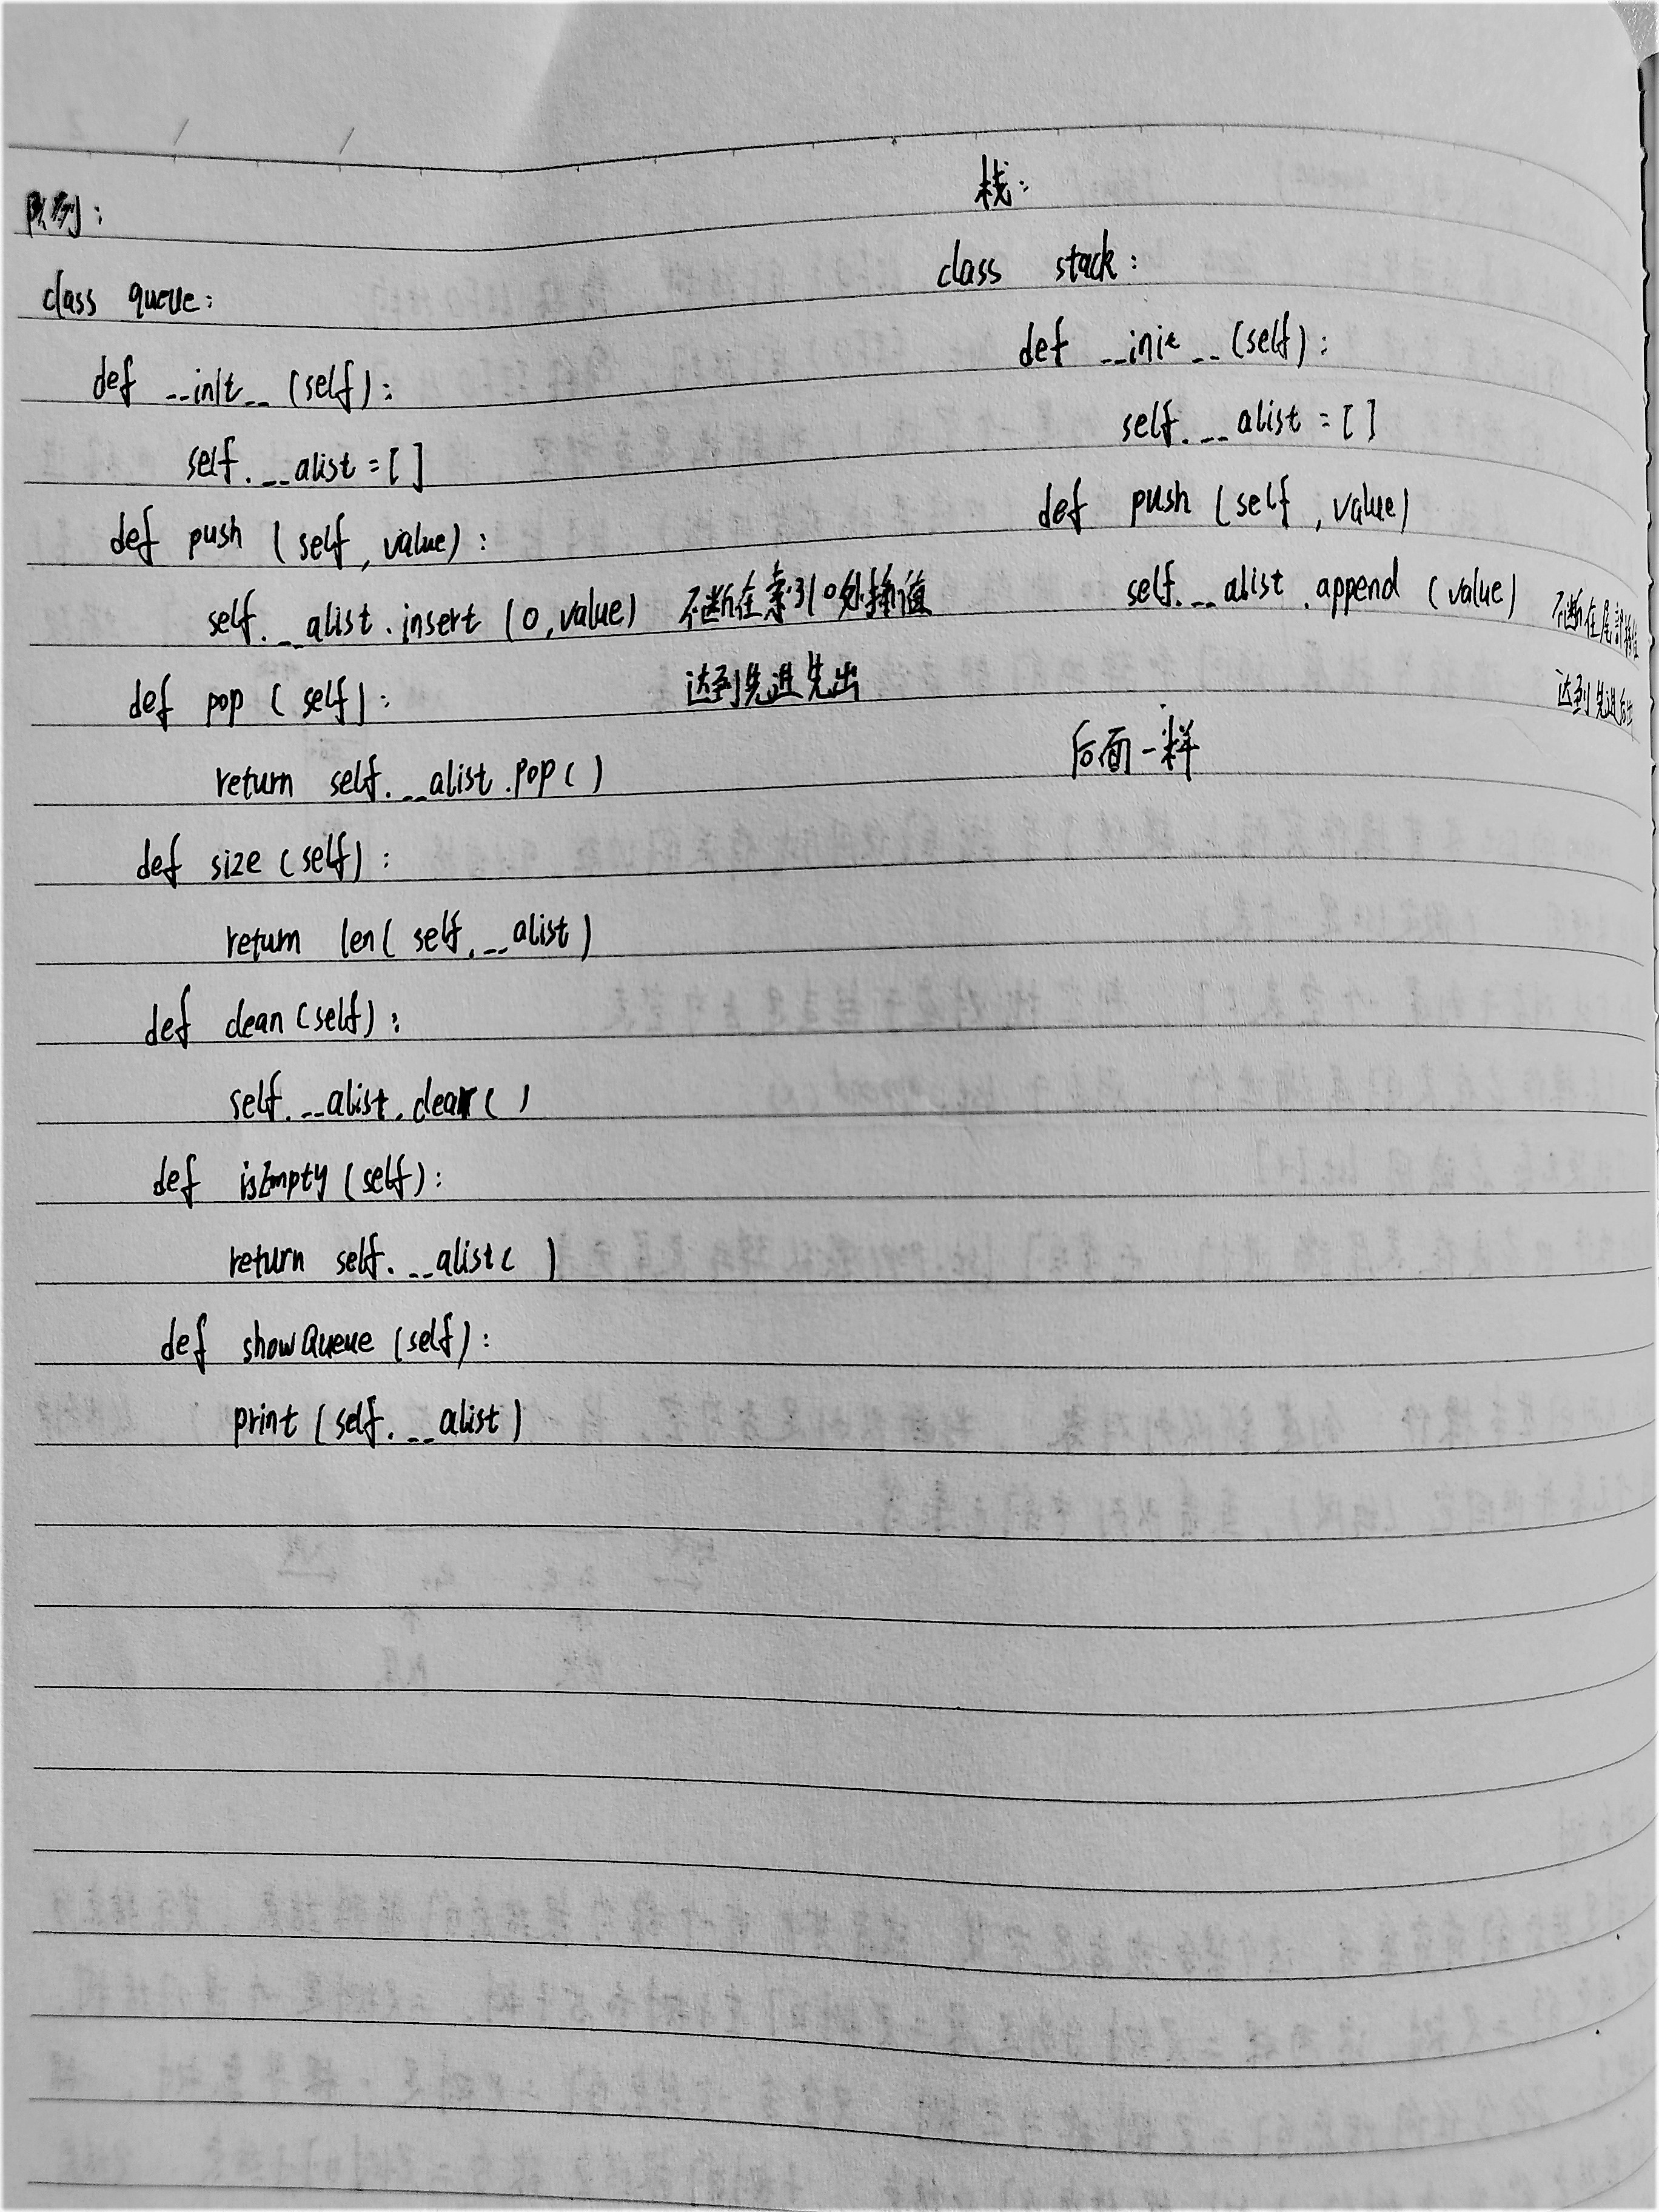 队列：
class queue:
def __init__(self):
self.__alist=[]
def push(self,value):
self.__alist.insert(0,value) 不断在索引0处插值
def pop(self): 达到先进先出
return self.__alist.pop()
def size(self):
return len(self.__alist)
def clean(self):
self.__alist.clear()
def isEmpty(self):
return self.__alist()
def showQueue(self):
print(self.__alist)
栈：
class stack:
def __init__(self):
self.__alist=[]
def push(self,value)
self.__alist.append(value) 不断在尾部插值
达到先进后出
后面一样